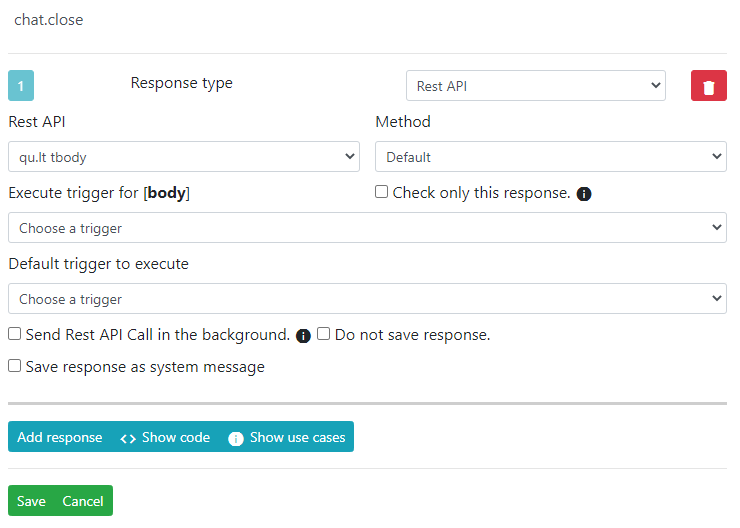 chat.close
1 Response type Rest API
Rest API Method
qu.lt tbody Default
Execute trigger for [body] Check only this response.
Choose a trigger
Default trigger to execute
Choose a trigger
Send Rest API Call in the background. Do not save response.
Save response as system message
Add response <> Show code Show use cases
Save Cancel